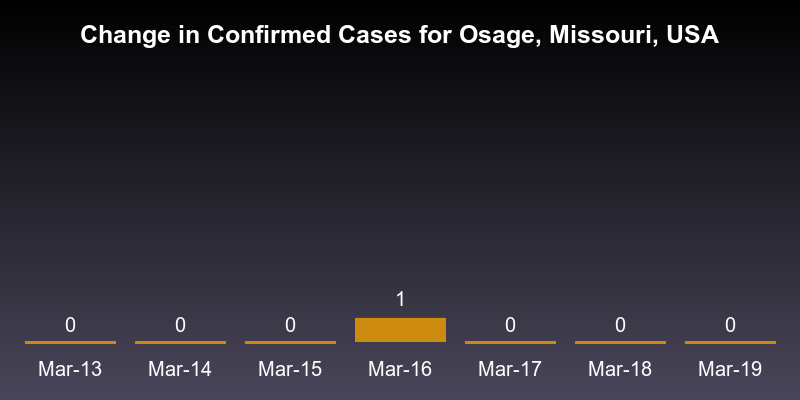 Change in Confirmed Cases for Osage, Missouri, USA
1
0 0 0 0 0 0
Mar-13 Mar-14 Mar-15 Mar-16 Mar-17 Mar-18 Mar-19